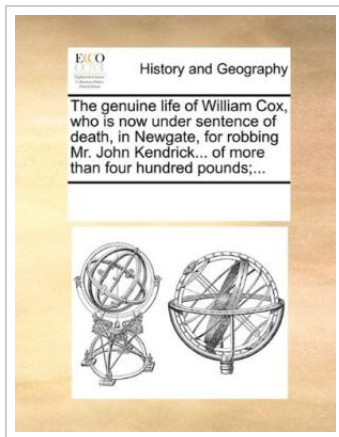 ECCO
History and Geography
The genuine life of William Cox,
who is now under sentence of
death, in Newgate, for robbing
Mr. John Kendrick... of more
than four hundred pounds;...